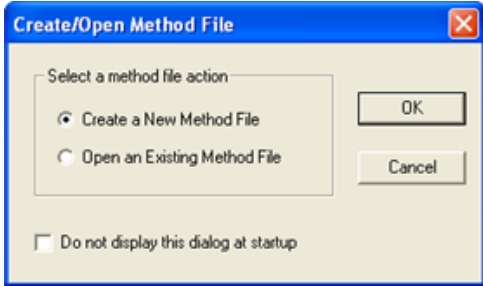 Create/Open Method File
Select a method file action
Create a New Method File
OK
Open an Existing Method File
Cancel
Do not display this dialog at startup